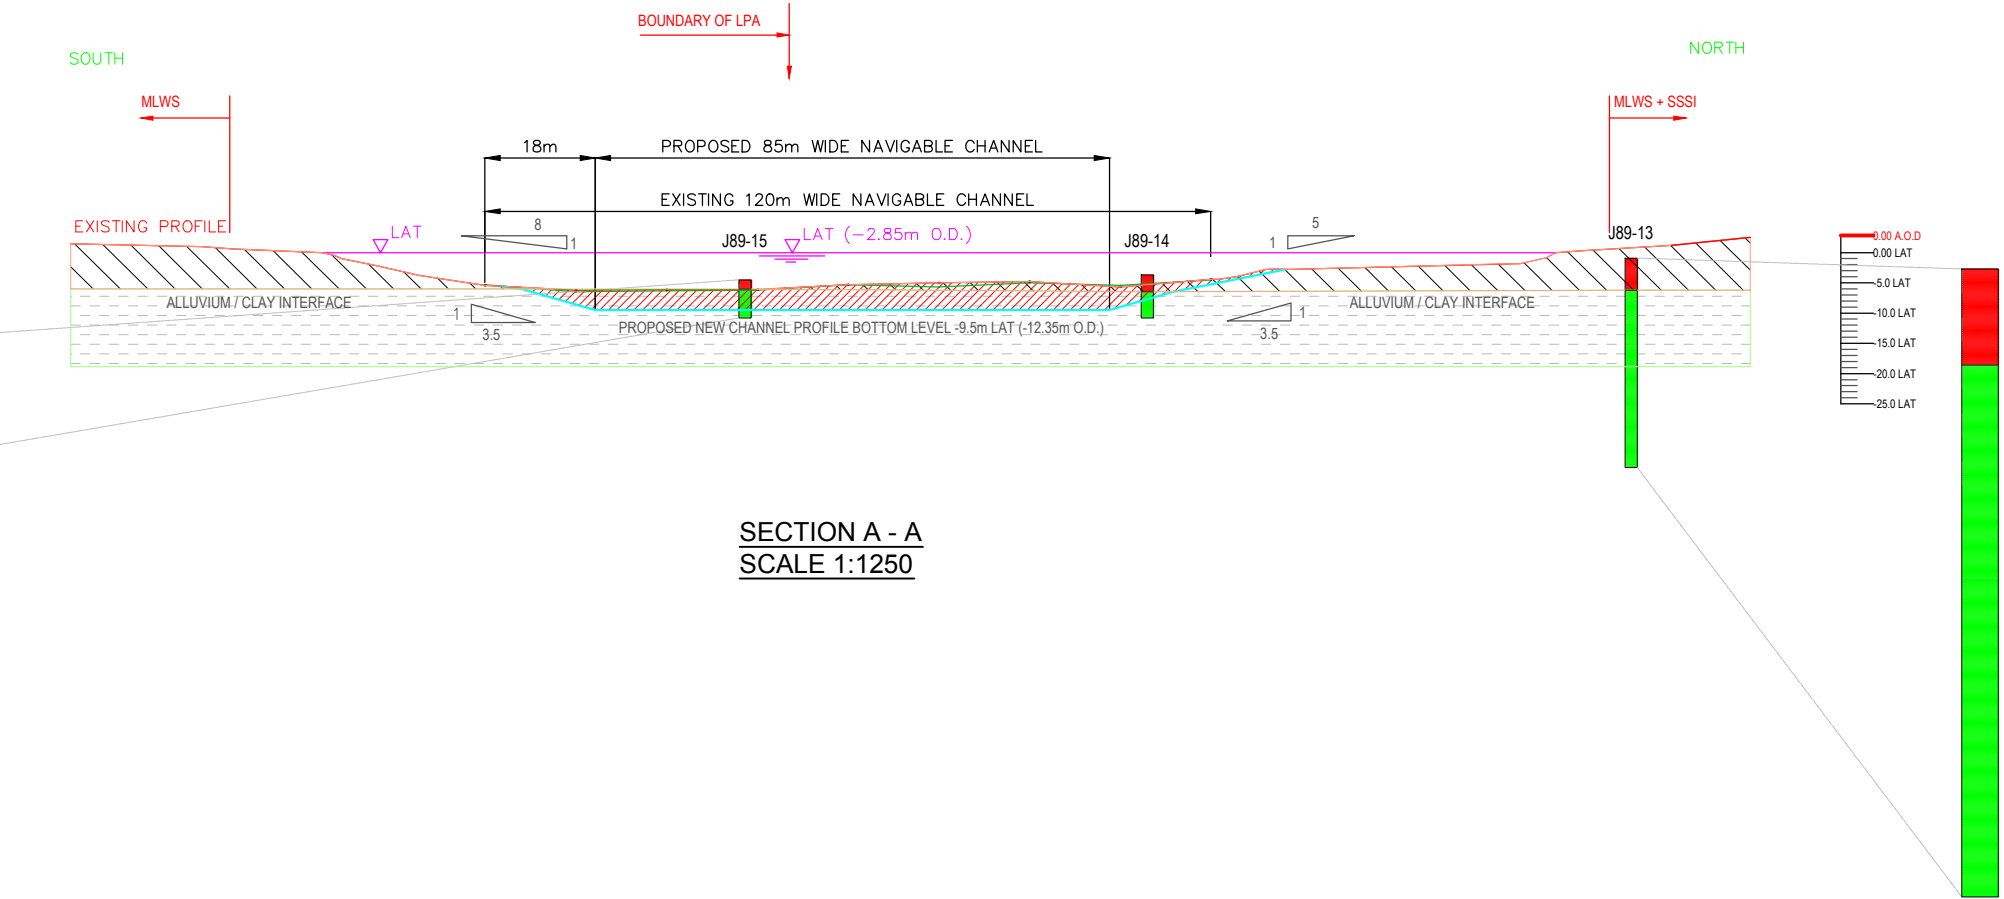 BOUNDARY OF LPA
SOUTH
NORTH
MLWS
MLWS + SSSI
18m
PROPOSED 85m WIDE NAVIGABLE CHANNEL
EXISTING 120m WIDE NAVIGABLE CHANNEL
EXISTING PROFILE
LAT
8
1
J89-15
LAT (-2.85m O.D.)
J89-14
5
1
J89-13
0.00 A.O.D
0.00 LAT
-5.0 LAT
-10.0 LAT
-15.0 LAT
-20.0 LAT
-25.0 LAT
ALLUVIUM / CLAY INTERFACE
ALLUVIUM / CLAY INTERFACE
1
3.5
PROPOSED NEW CHANNEL PROFILE BOTTOM LEVEL -9.5m LAT (-12.35m O.D.)
1
3.5
SECTION A - A
SCALE 1:1250